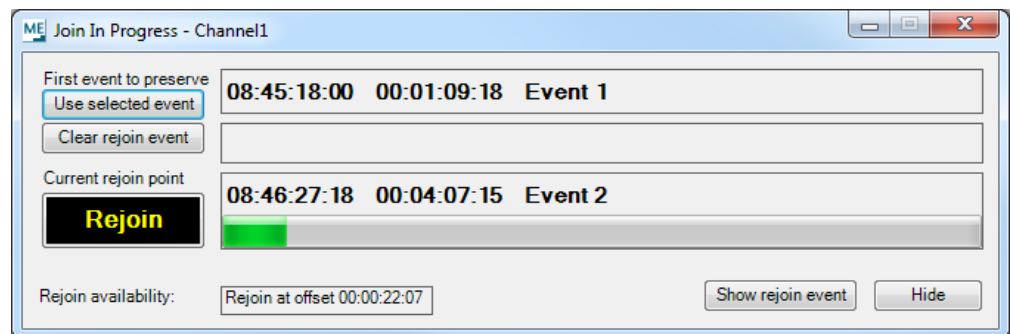 ME Join In Progress - Channel1
First event to preserve
Use selected event
08:45:18:00 00:01:09:18 Event 1
Clear rejoin event
Current rejoin point
08:46:27:18 00:04:07:15 Event 2
Rejoin
Rejoin availability:
Rejoin at offset 00:00:22:07
Show rejoin event
Hide